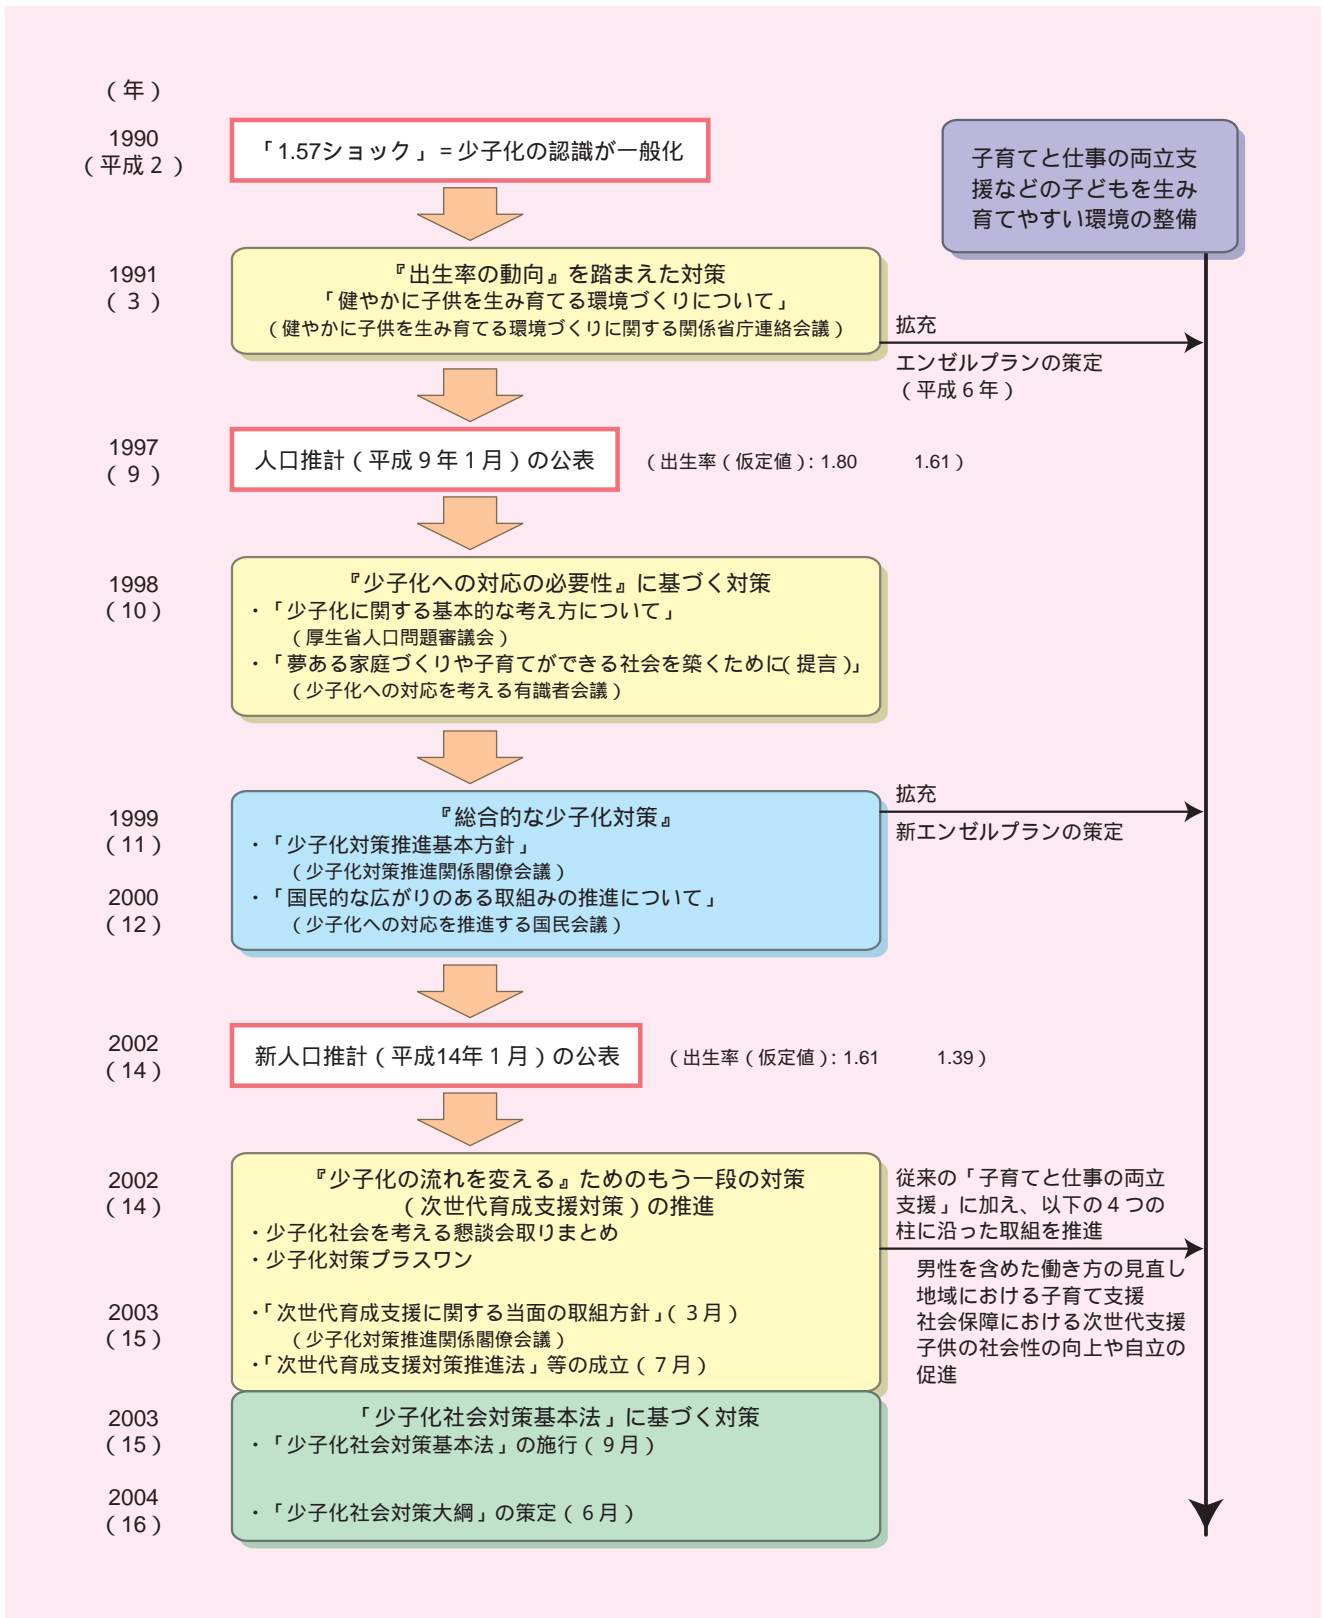 （年）
1990
（平成２）
「1.57ショック」＝少子化の認識が一般化
子育てと仕事の両立支
援などの子どもを生み
育てやすい環境の整備
1991
（３）
『出生率の動向』を踏まえた対策
「健やかに子供を生み育てる環境づくりについて」
（健やかに子供を生み育てる環境づくりに関する関係省庁連絡会議）
拡充
エンゼルプランの策定
（平成６年）
1997
（９）
人口推計（平成９年１月）の公表
（出生率（仮定値）：1.80　　1.61）
1998
（10）
『少子化への対応の必要性』に基づく対策
・「少子化に関する基本的な考え方について」
（厚生省人口問題審議会）
・「夢ある家庭づくりや子育てができる社会を築くために（提言）」
（少子化への対応を考える有識者会議）
1999
（11）
2000
（12）
『総合的な少子化対策』
・「少子化対策推進基本方針」
（少子化対策推進関係閣僚会議）
・「国民的な広がりのある取組みの推進について」
（少子化への対応を推進する国民会議）
拡充
新エンゼルプランの策定
2002
（14）
新人口推計（平成14年１月）の公表
（出生率（仮定値）：1.61　　1.39）
2002
（14）
『少子化の流れを変える』ためのもう一段の対策
（次世代育成支援対策）の推進
・少子化社会を考える懇談会取りまとめ
・少子化対策プラスワン
2003
（15）
・「次世代育成支援に関する当面の取組方針」（３月）
（少子化対策推進関係閣僚会議）
・「次世代育成支援対策推進法」等の成立（７月）
従来の「子育てと仕事の両立
支援」に加え、以下の４つの
柱に沿った取組を推進
男性を含めた働き方の見直し
地域における子育て支援
社会保障における次世代支援
子供の社会性の向上や自立の
促進
2003
（15）
「少子化社会対策基本法」に基づく対策
・「少子化社会対策基本法」の施行（９月）
2004
（16）
・「少子化社会対策大綱」の策定（６月）